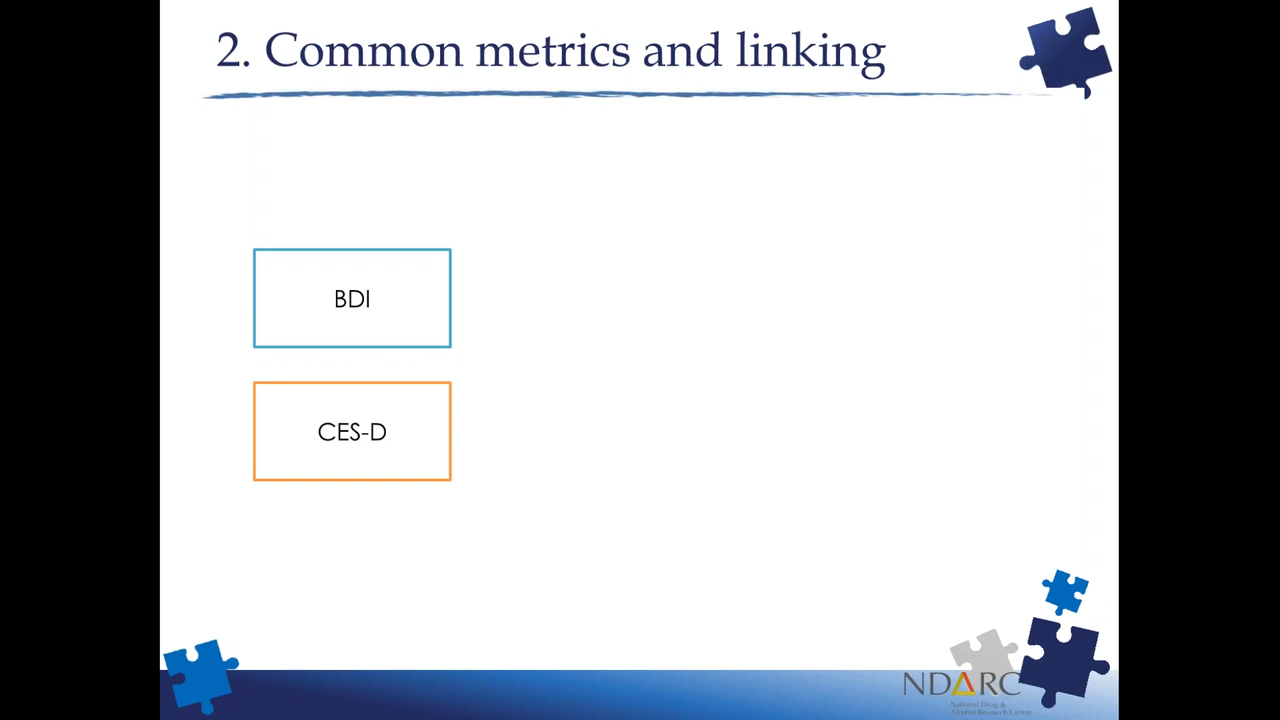 2. Common metrics and linking
BDI
CES-D
NDARC
National Drug &
Alcohol Research Centre